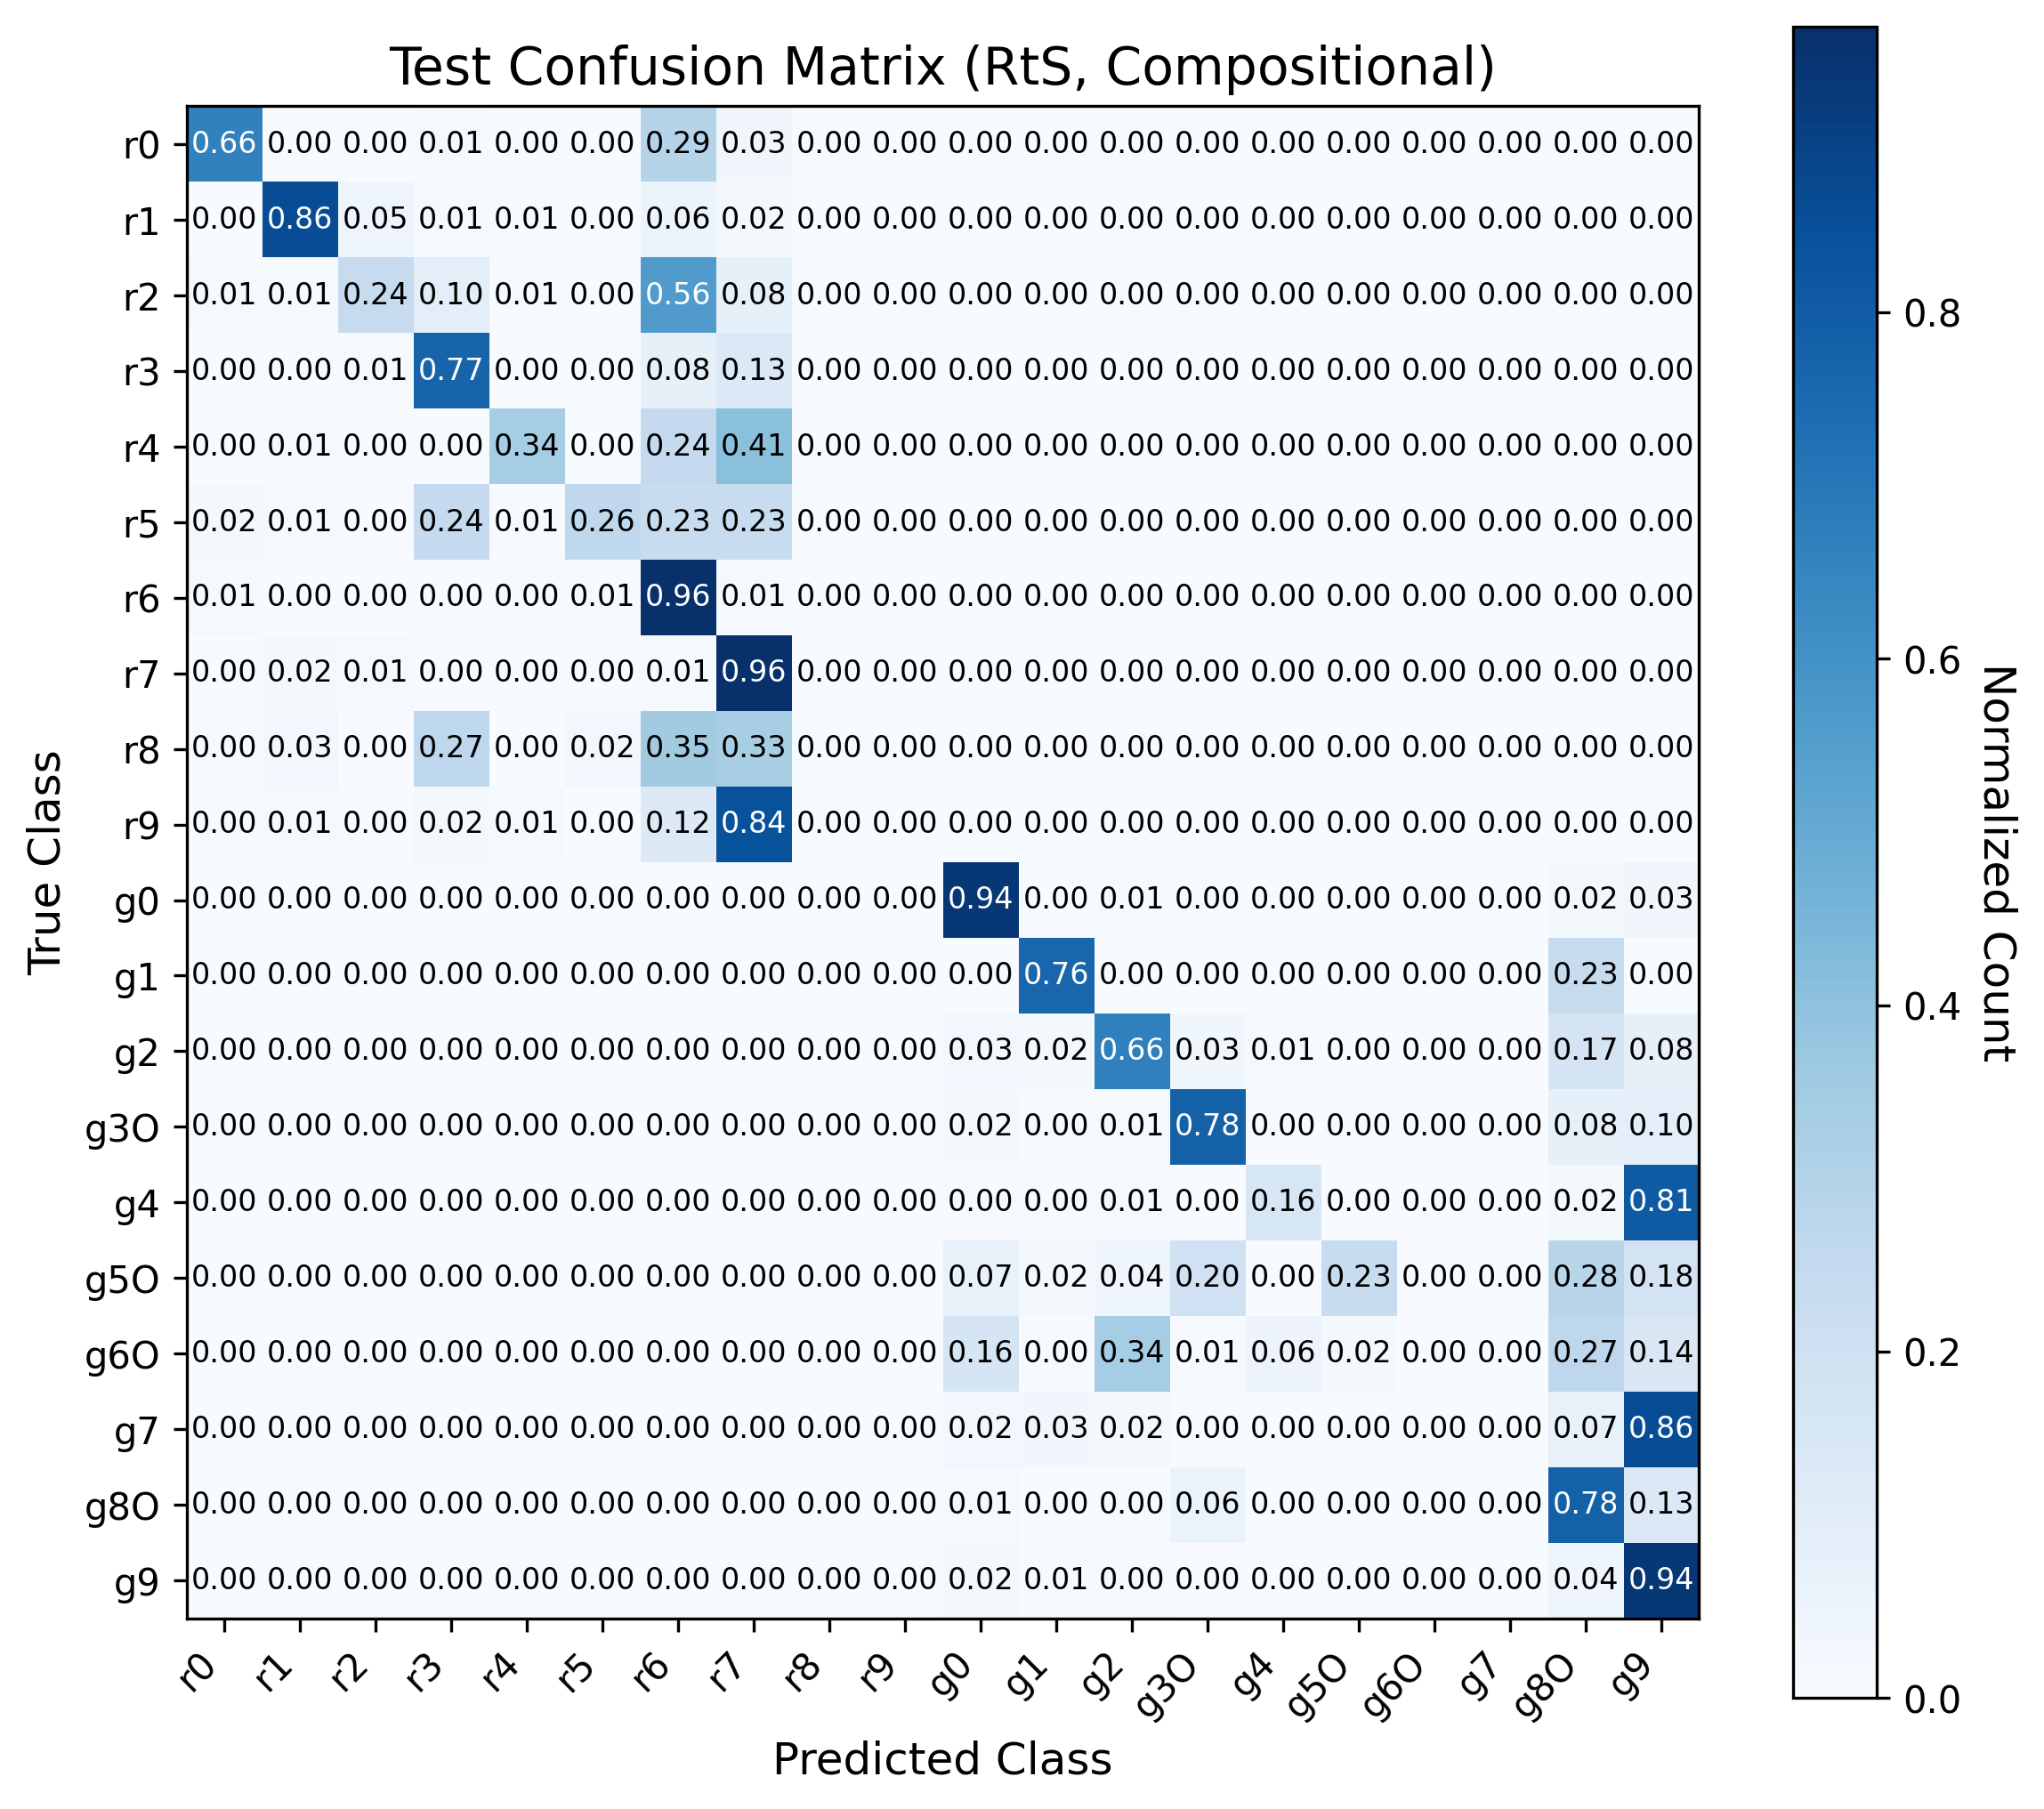 Test Confusion Matrix (RtS, Compositional)
r0 0.66 0.00 0.00 0.01 0.00 0.00 0.29 0.03 0.00 0.00 0.00 0.00 0.00 0.00 0.00 0.00 0.00 0.00 0.00 0.00
r1 0.00 0.86 0.05 0.01 0.01 0.00 0.06 0.02 0.00 0.00 0.00 0.00 0.00 0.00 0.00 0.00 0.00 0.00 0.00 0.00
r2 0.01 0.01 0.24 0.10 0.01 0.00 0.56 0.08 0.00 0.00 0.00 0.00 0.00 0.00 0.00 0.00 0.00 0.00 0.00 0.00
r3 0.00 0.00 0.01 0.77 0.00 0.00 0.08 0.13 0.00 0.00 0.00 0.00 0.00 0.00 0.00 0.00 0.00 0.00 0.00 0.00
r4 0.00 0.01 0.00 0.00 0.34 0.00 0.24 0.41 0.00 0.00 0.00 0.00 0.00 0.00 0.00 0.00 0.00 0.00 0.00 0.00
r5 0.02 0.01 0.00 0.24 0.01 0.26 0.23 0.23 0.00 0.00 0.00 0.00 0.00 0.00 0.00 0.00 0.00 0.00 0.00 0.00
r6 0.01 0.00 0.00 0.00 0.00 0.01 0.96 0.01 0.00 0.00 0.00 0.00 0.00 0.00 0.00 0.00 0.00 0.00 0.00 0.00
r7 0.00 0.02 0.01 0.00 0.00 0.00 0.01 0.96 0.00 0.00 0.00 0.00 0.00 0.00 0.00 0.00 0.00 0.00 0.00 0.00
r8 0.00 0.03 0.00 0.27 0.00 0.02 0.35 0.33 0.00 0.00 0.00 0.00 0.00 0.00 0.00 0.00 0.00 0.00 0.00 0.00
r9 0.00 0.01 0.00 0.02 0.01 0.00 0.12 0.84 0.00 0.00 0.00 0.00 0.00 0.00 0.00 0.00 0.00 0.00 0.00 0.00
g0 0.00 0.00 0.00 0.00 0.00 0.00 0.00 0.00 0.00 0.00 0.94 0.00 0.01 0.00 0.00 0.00 0.00 0.00 0.02 0.03
g1 0.00 0.00 0.00 0.00 0.00 0.00 0.00 0.00 0.00 0.00 0.00 0.76 0.00 0.00 0.00 0.00 0.00 0.00 0.23 0.00
g2 0.00 0.00 0.00 0.00 0.00 0.00 0.00 0.00 0.00 0.00 0.03 0.02 0.66 0.03 0.01 0.00 0.00 0.00 0.17 0.08
g3O 0.00 0.00 0.00 0.00 0.00 0.00 0.00 0.00 0.00 0.00 0.02 0.00 0.01 0.78 0.00 0.00 0.00 0.00 0.08 0.10
g4 0.00 0.00 0.00 0.00 0.00 0.00 0.00 0.00 0.00 0.00 0.00 0.00 0.01 0.00 0.16 0.00 0.00 0.00 0.02 0.81
g5O 0.00 0.00 0.00 0.00 0.00 0.00 0.00 0.00 0.00 0.00 0.07 0.02 0.04 0.20 0.00 0.23 0.00 0.00 0.28 0.18
g6O 0.00 0.00 0.00 0.00 0.00 0.00 0.00 0.00 0.00 0.00 0.16 0.00 0.34 0.01 0.06 0.02 0.00 0.00 0.27 0.14
g7 0.00 0.00 0.00 0.00 0.00 0.00 0.00 0.00 0.00 0.00 0.02 0.03 0.02 0.00 0.00 0.00 0.00 0.00 0.07 0.86
g8O 0.00 0.00 0.00 0.00 0.00 0.00 0.00 0.00 0.00 0.00 0.01 0.00 0.00 0.06 0.00 0.00 0.00 0.00 0.78 0.13
g9 0.00 0.00 0.00 0.00 0.00 0.00 0.00 0.00 0.00 0.00 0.02 0.01 0.00 0.00 0.00 0.00 0.00 0.00 0.04 0.94
r0 r1 r2 r3 r4 r5 r6 r7 r8 r9 g0 g1 g2 g3O g4 g5O g6O g7 g8O g9
Predicted Class
True Class
0.8
0.6
0.4
0.2
0.0
Normalized Count